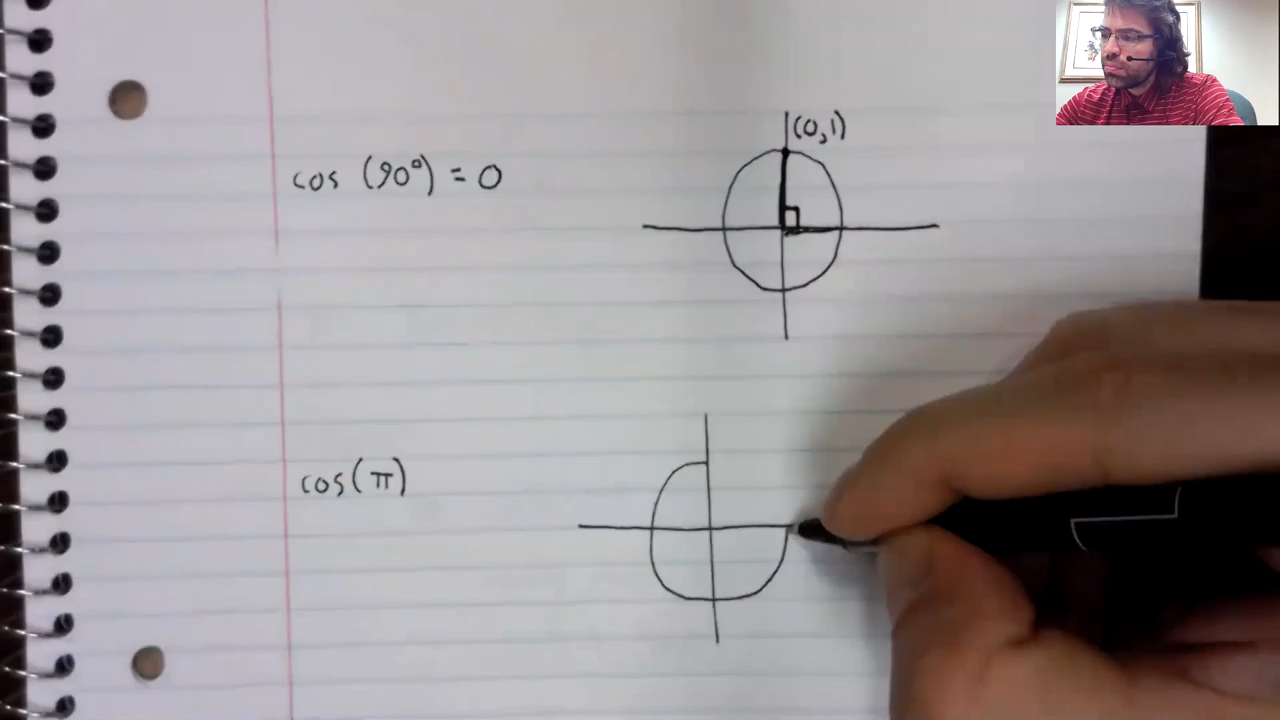 cos (90°) = 0
(0,1)
cos(π)